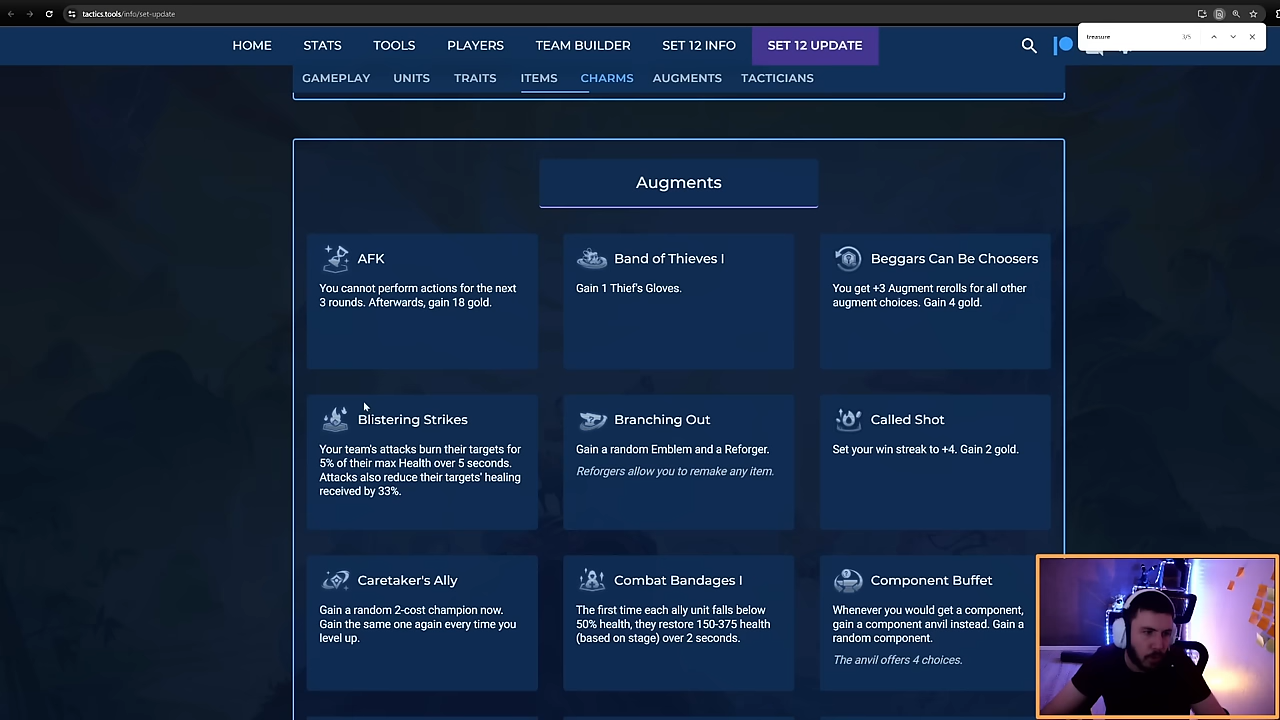 tactics.tools/info/set-update
treasure
3/5
HOME STATS TOOLS PLAYERS TEAM BUILDER SET 12 INFO SET 12 UPDATE
GAMEPLAY UNITS TRAITS ITEMS CHARMS AUGMENTS TACTICIANS
Augments
AFK
You cannot perform actions for the next
3 rounds. Afterwards, gain 18 gold.
Band of Thieves I
Gain 1 Thief's Gloves.
Beggars Can Be Choosers
You get +3 Augment rerolls for all other
augment choices. Gain 4 gold.
Blistering Strikes
Your team's attacks burn their targets for
5% of their max Health over 5 seconds.
Attacks also reduce their targets' healing
received by 33%.
Branching Out
Gain a random Emblem and a Reforger.
Reforgers allow you to remake any item.
Called Shot
Set your win streak to +4. Gain 2 gold.
Caretaker's Ally
Gain a random 2-cost champion now.
Gain the same one again every time you
level up.
Combat Bandages I
The first time each ally unit falls below
50% health, they restore 150-375 health
(based on stage) over 2 seconds.
Component Buffet
Whenever you would get a component,
gain a component anvil instead. Gain a
random component.
The anvil offers 4 choices.